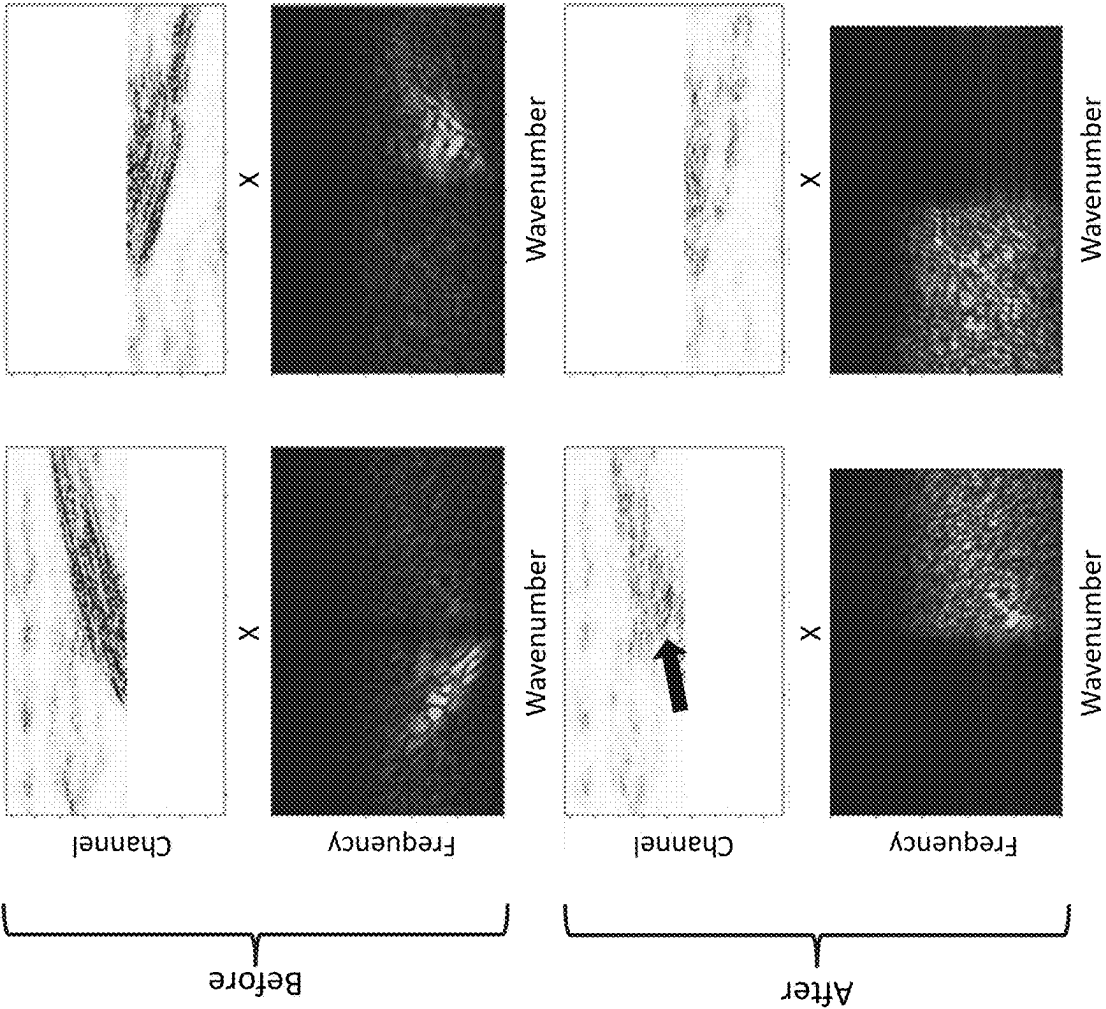 Before
Channel
X
Frequency
Wavenumber
X
Wavenumber
After
Channel
X
Frequency
Wavenumber
X
Wavenumber